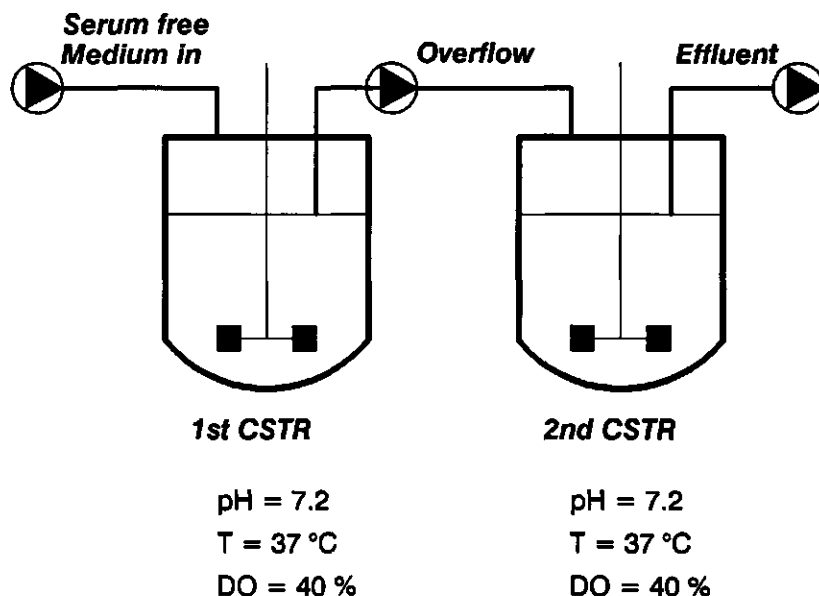 Serum free
Medium in
Overflow
Effluent
1st CSTR
2nd CSTR
pH = 7.2
pH = 7.2
T = 37 °C
T = 37 °C
DO = 40 %
DO = 40 %